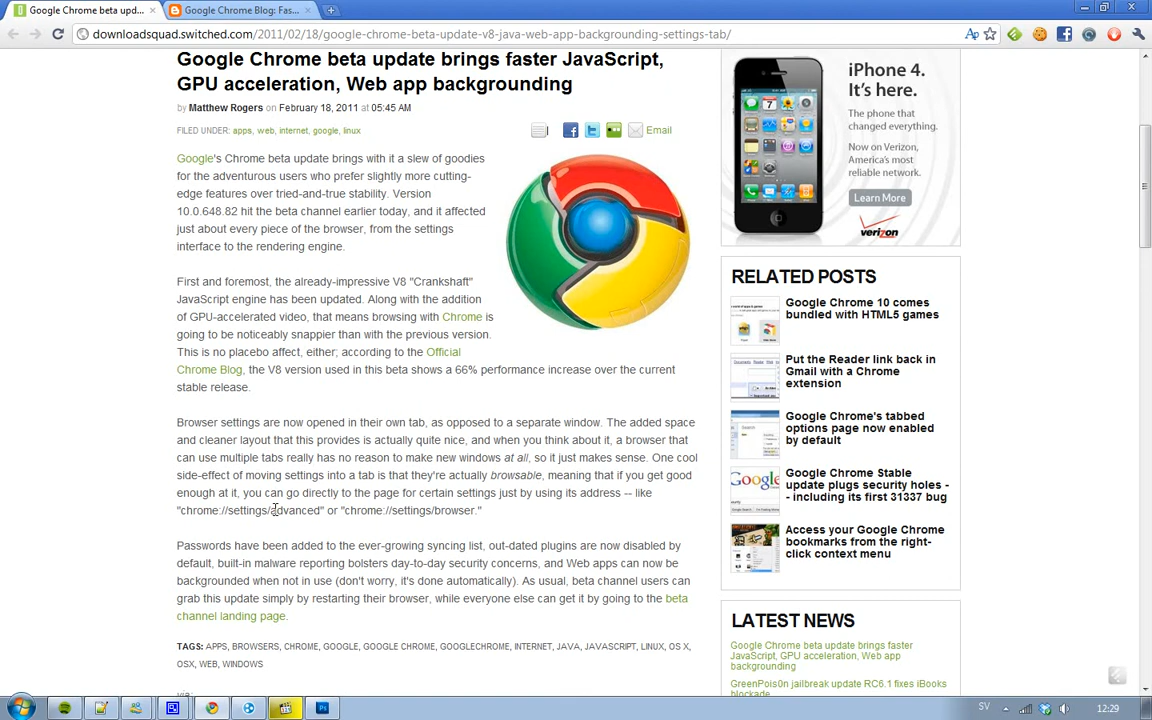 Google Chrome beta upd...
Google Chrome Blog: Fas...
downloadsquad.switched.com/2011/02/18/google-chrome-beta-update-v8-java-web-app-backgrounding-settings-tab/
Google Chrome beta update brings faster JavaScript,
GPU acceleration, Web app backgrounding
by Matthew Rogers on February 18, 2011 at 05:45 AM
FILED UNDER: apps, web, internet, google, linux
Email
Google's Chrome beta update brings with it a slew of goodies
for the adventurous users who prefer slightly more cutting-
edge features over tried-and-true stability. Version
10.0.648.82 hit the beta channel earlier today, and it affected
just about every piece of the browser, from the settings
interface to the rendering engine.
First and foremost, the already-impressive V8 "Crankshaft"
JavaScript engine has been updated. Along with the addition
of GPU-accelerated video, that means browsing with Chrome is
going to be noticeably snappier than with the previous version.
This is no placebo affect, either; according to the Official
Chrome Blog, the V8 version used in this beta shows a 66% performance increase over the current
stable release.
Browser settings are now opened in their own tab, as opposed to a separate window. The added space
and cleaner layout that this provides is actually quite nice, and when you think about it, a browser that
can use multiple tabs really has no reason to make new windows at all, so it just makes sense. One cool
side-effect of moving settings into a tab is that they're actually browsable, meaning that if you get good
enough at it, you can go directly to the page for certain settings just by using its address -- like
"chrome://settings/advanced" or "chrome://settings/browser."
Passwords have been added to the ever-growing syncing list, out-dated plugins are now disabled by
default, built-in malware reporting bolsters day-to-day security concerns, and Web apps can now be
backgrounded when not in use (don't worry, it's done automatically). As usual, beta channel users can
grab this update simply by restarting their browser, while everyone else can get it by going to the beta
channel landing page.
TAGS: APPS, BROWSERS, CHROME, GOOGLE, GOOGLE CHROME, GOOGLECHROME, INTERNET, JAVA, JAVASCRIPT, LINUX, OS X,
OSX, WEB, WINDOWS
via:
iPhone 4.
It's here.
The phone that
changed everything.
Now on Verizon,
America's most
reliable network.
Learn More
verizon
RELATED POSTS
Google Chrome 10 comes
bundled with HTML5 games
Put the Reader link back in
Gmail with a Chrome
extension
Google Chrome's tabbed
options page now enabled
by default
Google Chrome Stable
update plugs security holes -
- including its first 31337 bug
Access your Google Chrome
bookmarks from the right-
click context menu
LATEST NEWS
Google Chrome beta update brings faster
JavaScript, GPU acceleration, Web app
backgrounding
GreenPois0n jailbreak update RC6.1 fixes iBooks
blockade
SV
12:29